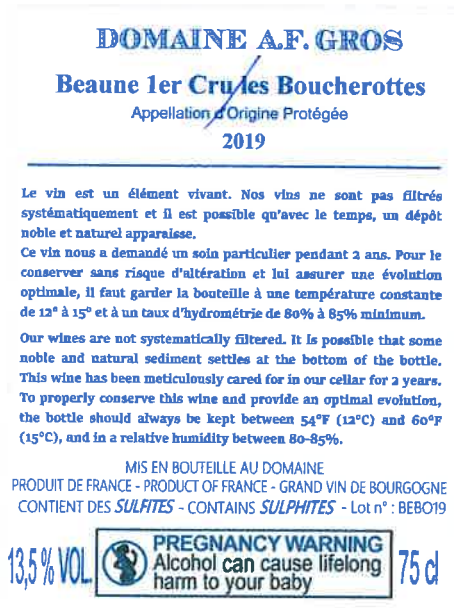 DOMAINE A.F. GROS
Beaune 1er Cru les Boucherottes
Appellation d'Origine Protégée
2019
Le vin est un élément vivant. Nos vins ne sont pas filtrés
systématiquement et il est possible qu'avec le temps, un dépôt
noble et naturel apparaisse.
Ce vin nous a demandé un soin particulier pendant 2 ans. Pour le
conserver sans risque d'altération et lui assurer une évolution
optimale, il faut garder la bouteille à une température constante
de 12° à 15° et à un taux d'hydrométrie de 80% à 85% minimum.
Our wines are not systematically filtered. It is possible that some
noble and natural sediment settles at the bottom of the bottle.
This wine has been meticulously cared for in our cellar for 2 years.
To properly conserve this wine and provide an optimal evolution,
the bottle should always be kept between 54°F (12°C) and 60°F
(15°C), and in a relative humidity between 80-85%.
MIS EN BOUTEILLE AU DOMAINE
PRODUIT DE FRANCE - PRODUCT OF FRANCE - GRAND VIN DE BOURGOGNE
CONTIENT DES SULFITES - CONTAINS SULPHITES - Lot n° : BEBO19
13,5 % VOL.
PREGNANCY WARNING
Alcohol can cause lifelong
harm to your baby
75 cl